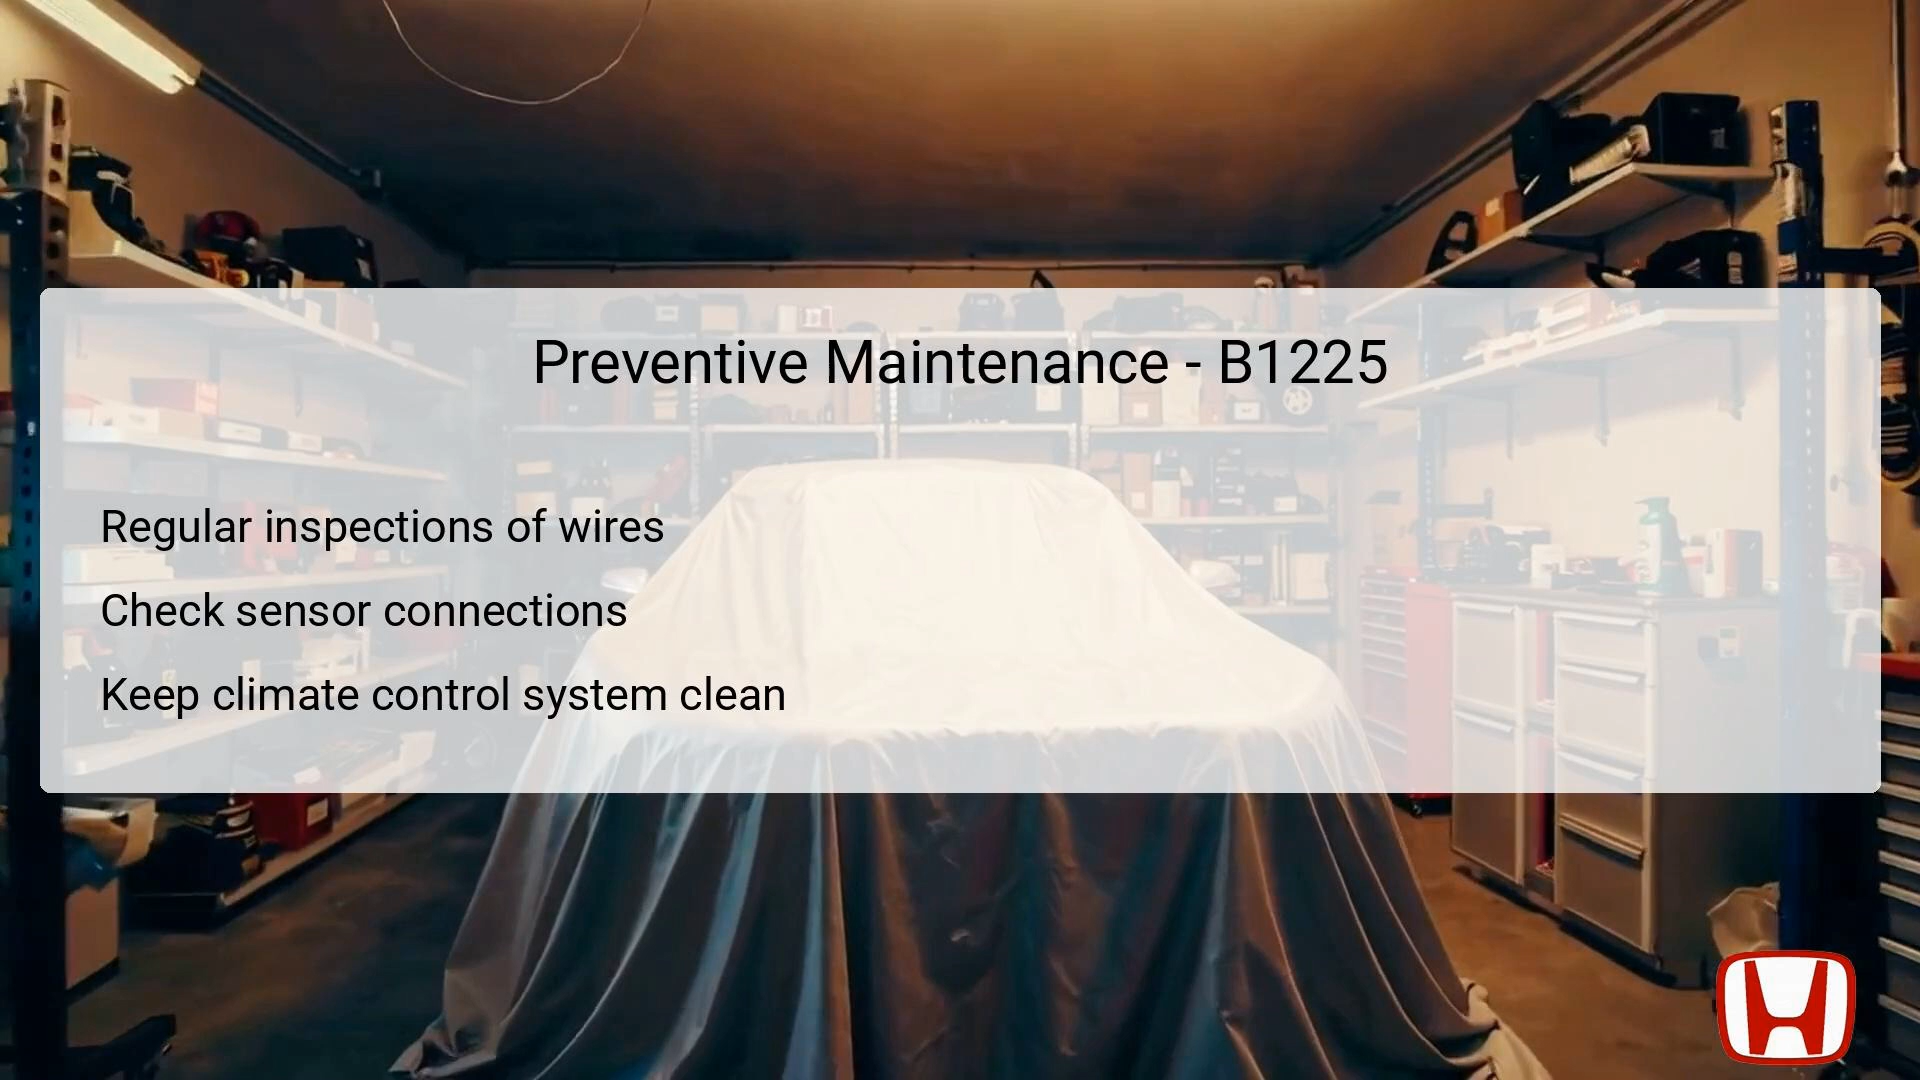 Preventive Maintenance - B1225
Regular inspections of wires
Check sensor connections
Keep climate control system clean